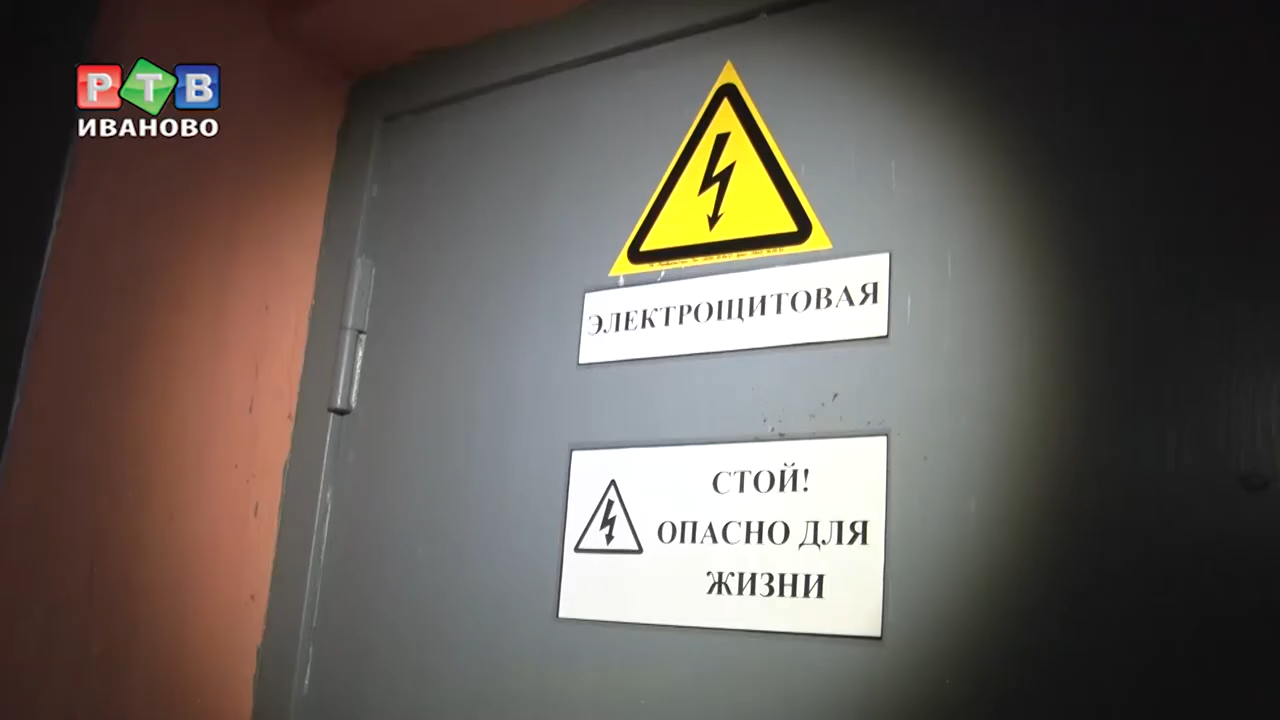 РТВ
ИВАНОВО
ЭЛЕКТРОЩИТОВАЯ
СТОЙ!
ОПАСНО ДЛЯ
ЖИЗНИ